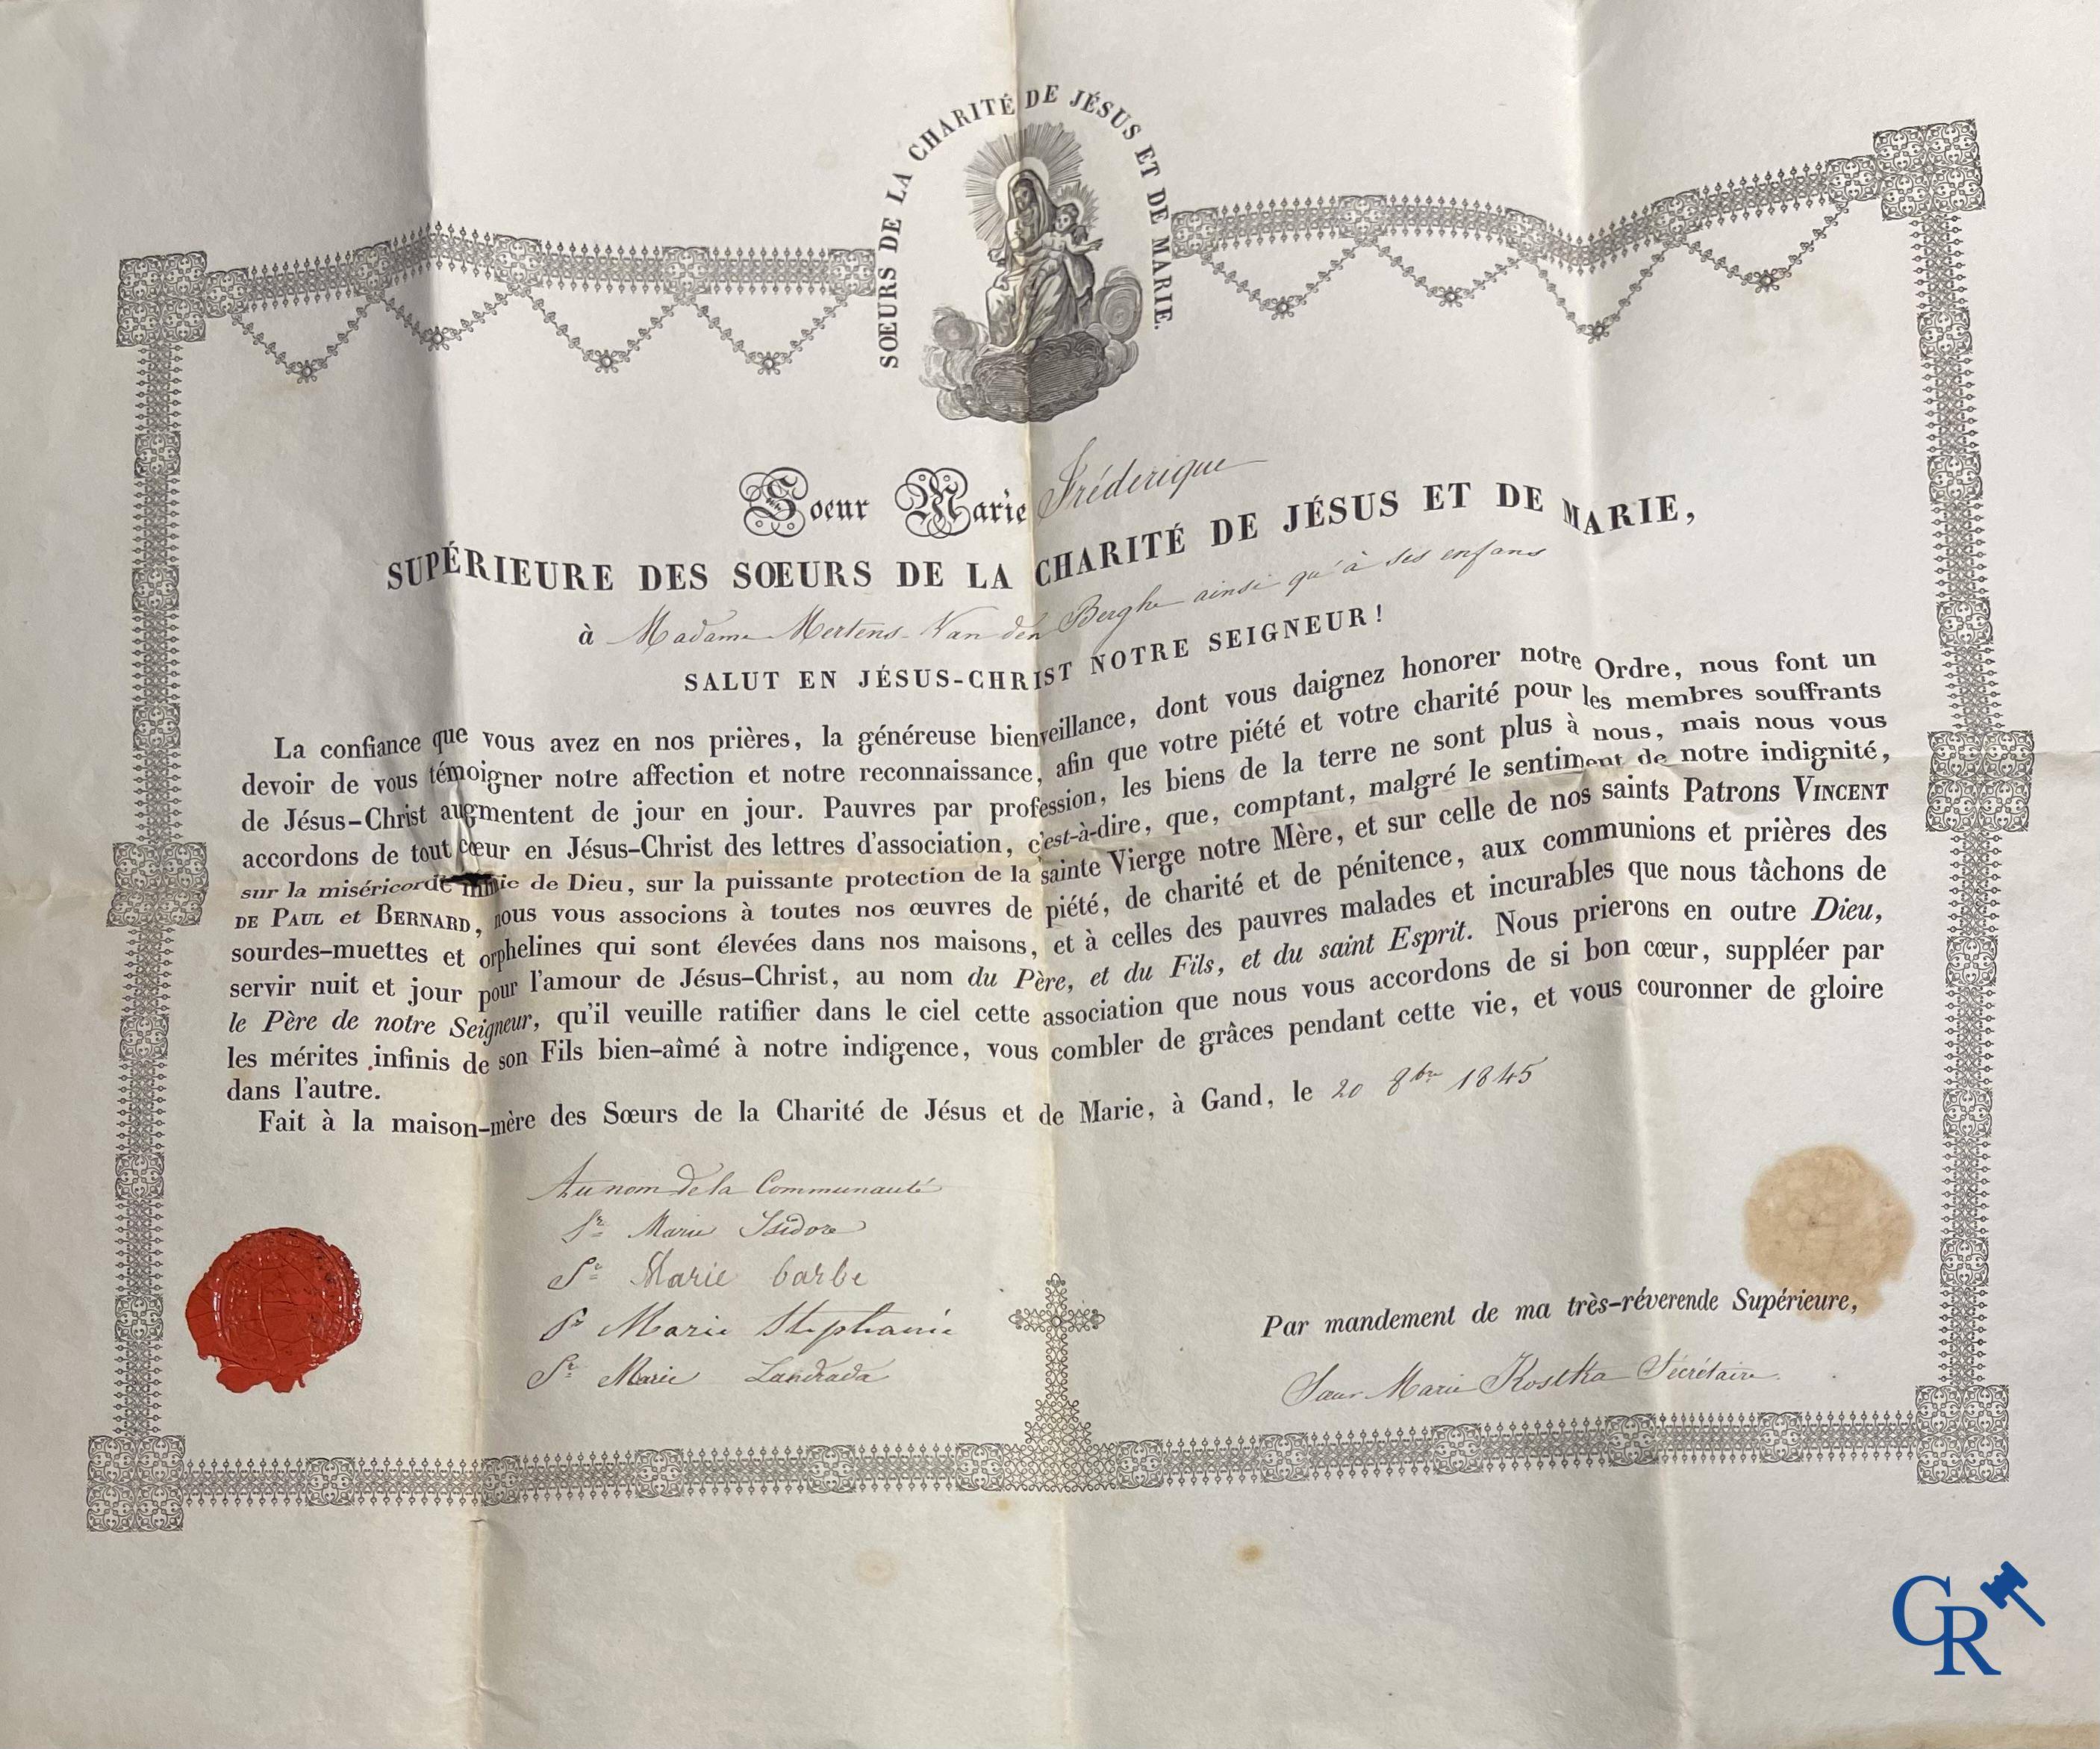 SŒURS DE LA CHARITÉ DE JÉSUS ET DE MARIE.
Soeur Marie Fréderique
SUPÉRIEURE DES SŒURS DE LA CHARITÉ DE JÉSUS ET DE MARIE,
à Madame Mertens-Van den Berghe ainsi qu'à ses enfans
SALUT EN JÉSUS-CHRIST NOTRE SEIGNEUR !
La confiance que vous avez en nos prières, la généreuse bienveillance, dont vous daignez honorer notre Ordre, nous font un
devoir de vous témoigner notre affection et notre reconnaissance, afin que votre piété et votre charité pour les membres souffrants
de Jésus-Christ augmentent de jour en jour. Pauvres par profession, les biens de la terre ne sont plus à nous, mais nous vous
accordons de tout cœur en Jésus-Christ des lettres d'association, c'est-à-dire, que, comptant, malgré le sentiment de notre indignité,
sur la miséricorde infinie de Dieu, sur la puissante protection de la sainte Vierge notre Mère, et sur celle de nos saints Patrons VINCENT
DE PAUL et BERNARD, nous vous associons à toutes nos œuvres de piété, de charité et de pénitence, aux communions et prières des
sourdes-muettes et orphelines qui sont élevées dans nos maisons, et à celles des pauvres malades et incurables que nous tâchons de
servir nuit et jour pour l'amour de Jésus-Christ, au nom du Père, et du Fils, et du saint Esprit. Nous prierons en outre Dieu,
le Père de notre Seigneur, qu'il veuille ratifier dans le ciel cette association que nous vous accordons de si bon cœur, suppléer par
les mérites infinis de son Fils bien-aîmé à notre indigence, vous combler de grâces pendant cette vie, et vous couronner de gloire
dans l'autre.
Fait à la maison-mère des Sœurs de la Charité de Jésus et de Marie, à Gand, le 20 8bre 1845
Au nom de la Communauté
Sr Marie Isidore
Sr Marie barbe
Sr Marie Stephanie
Sr Marie Landrada
Par mandement de ma très-réverende Supérieure,
Sœur Marie Kostka Sécrétaire.
CR